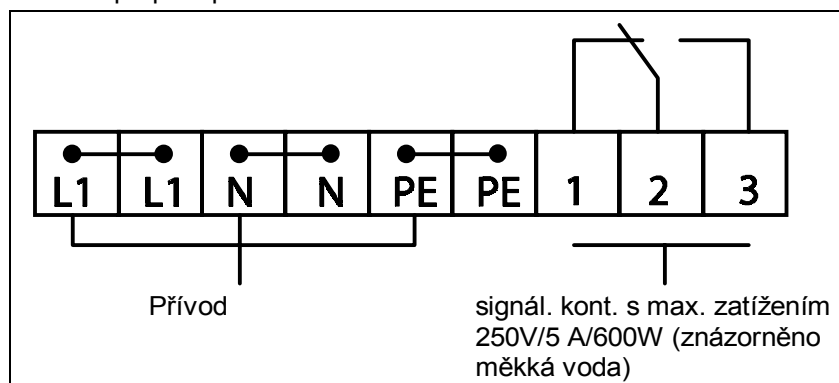 L1 L1 N N PE PE 1 2 3
Přívod
signál. kont. s max. zatížením
250V/5 A/600W (znázorněno
měkká voda)